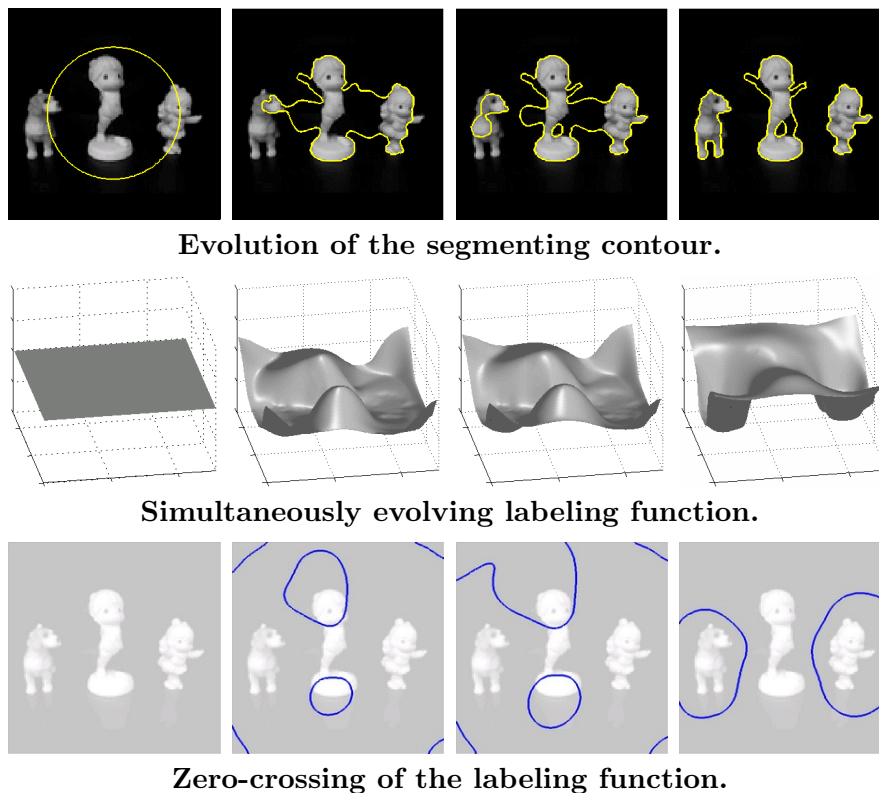 Evolution of the segmenting contour.
Simultaneously evolving labeling function.
Zero-crossing of the labeling function.